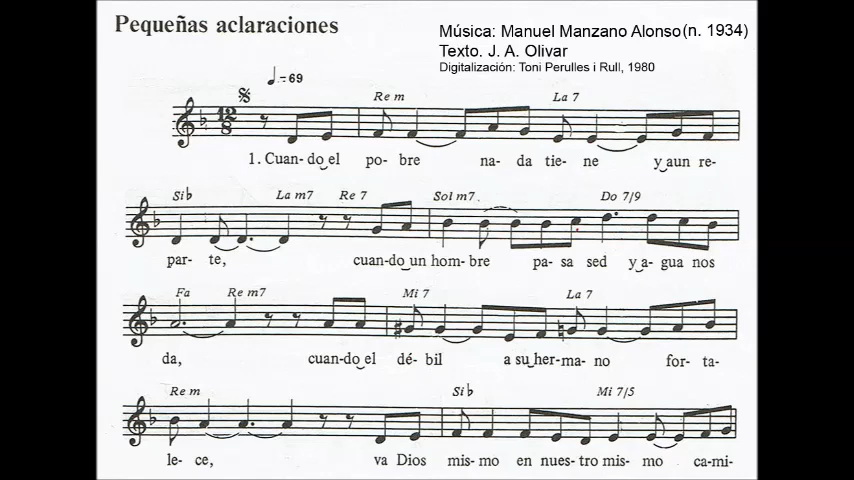 Pequeñas aclaraciones
Música: Manuel Manzano Alonso (n. 1934)
Texto. J. A. Olivar
Digitalización: Toni Perulles i Rull, 1980
♩ = 69
Re m La 7
12/8
1. Cuan- do el po- bre na- da tie- ne y aun re-
Sib La m7 Re 7 Sol m7. Do 7/9
par- te, cuan- do un hom- bre pa- sa sed y a- gua nos
Fa Re m7 Mi 7 La 7
da, cuan- do el dé- bil a su her- ma- no for- ta-
Re m Sib Mi 7/5
le- ce, va Dios mis- mo en nues- tro mis- mo ca- mi-